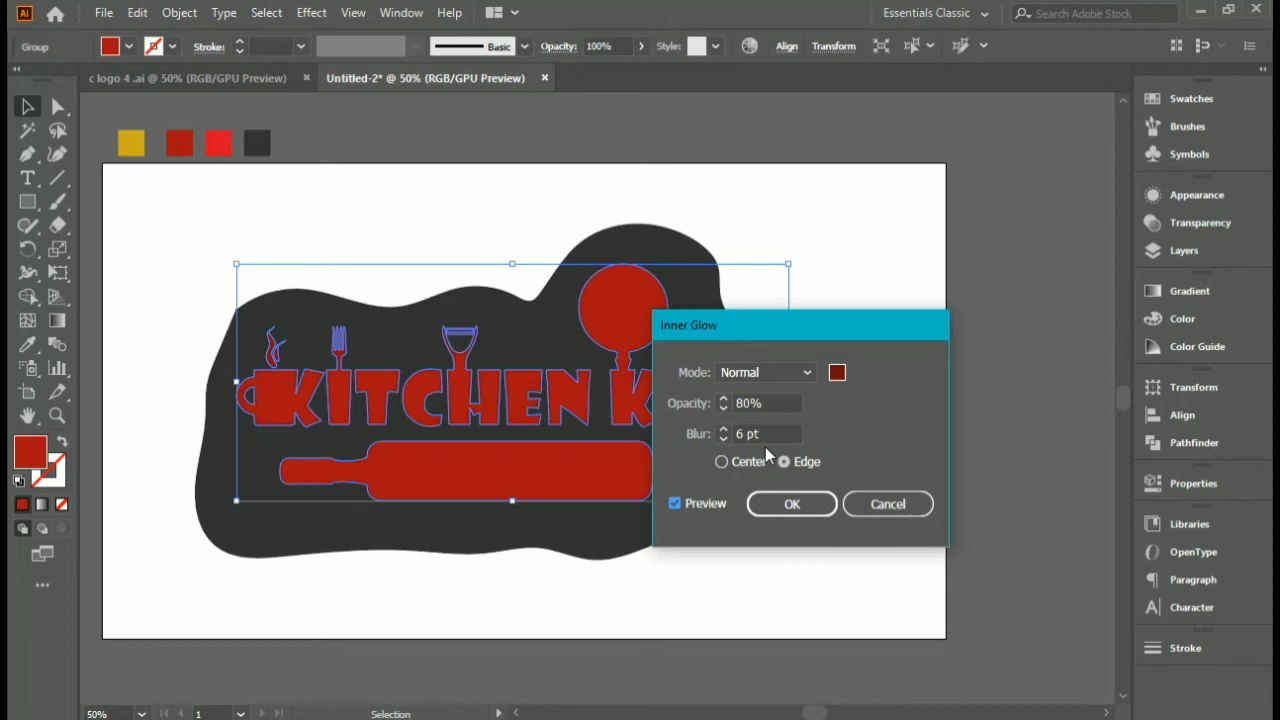 Ai File Edit Object Type Select Effect View Window Help Essentials Classic Search Adobe Stock
Group Stroke: Basic Opacity: 100% Style: Align Transform
c logo 4 .ai @ 50% (RGB/GPU Preview) × Untitled-2* @ 50% (RGB/GPU Preview) ×
Swatches
Brushes
Symbols
Appearance
Transparency
Layers
Gradient
Color
Color Guide
Transform
Align
Pathfinder
Properties
Libraries
OpenType
Paragraph
Character
Stroke
KITCHEN K
Inner Glow
Mode: Normal
Opacity: 80%
Blur: 6 pt
Center Edge
Preview OK Cancel
50% 1 Selection